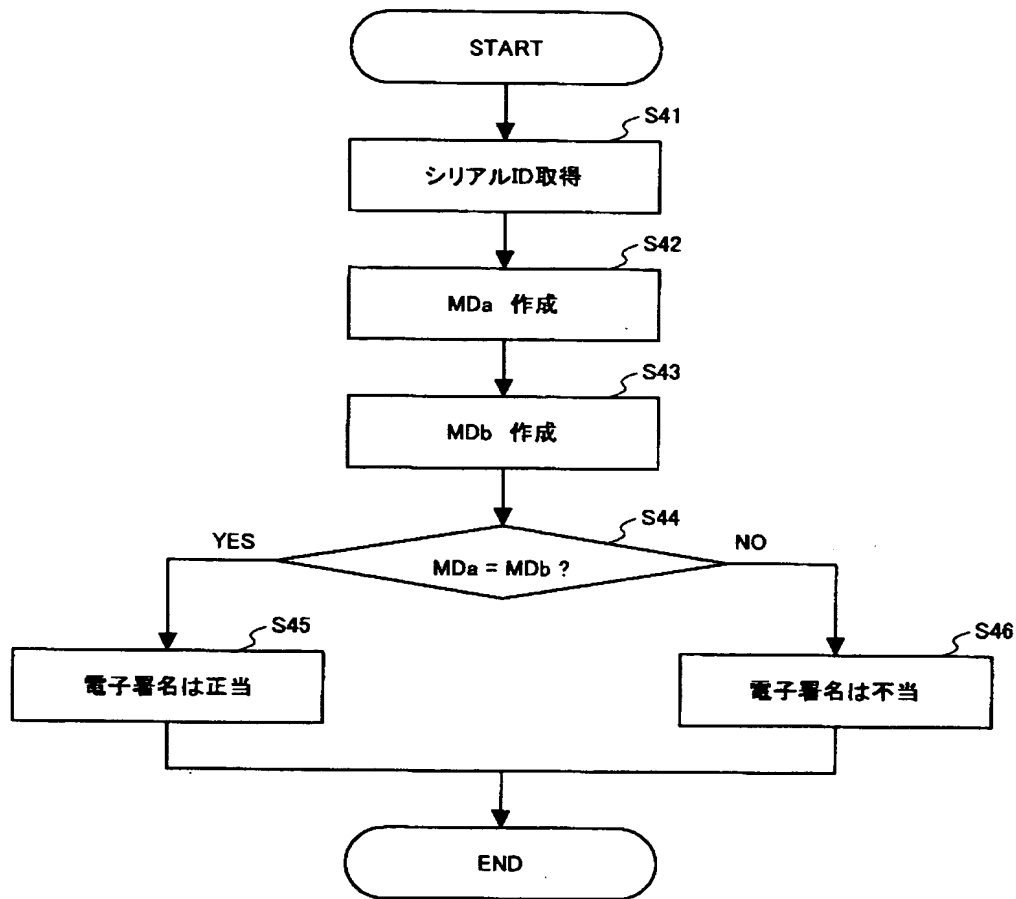 START
S41
シリアルID取得
S42
MDa 作成
S43
MDb 作成
S44
YES
NO
MDa = MDb ?
S45
S46
電子署名は正当
電子署名は不当
END